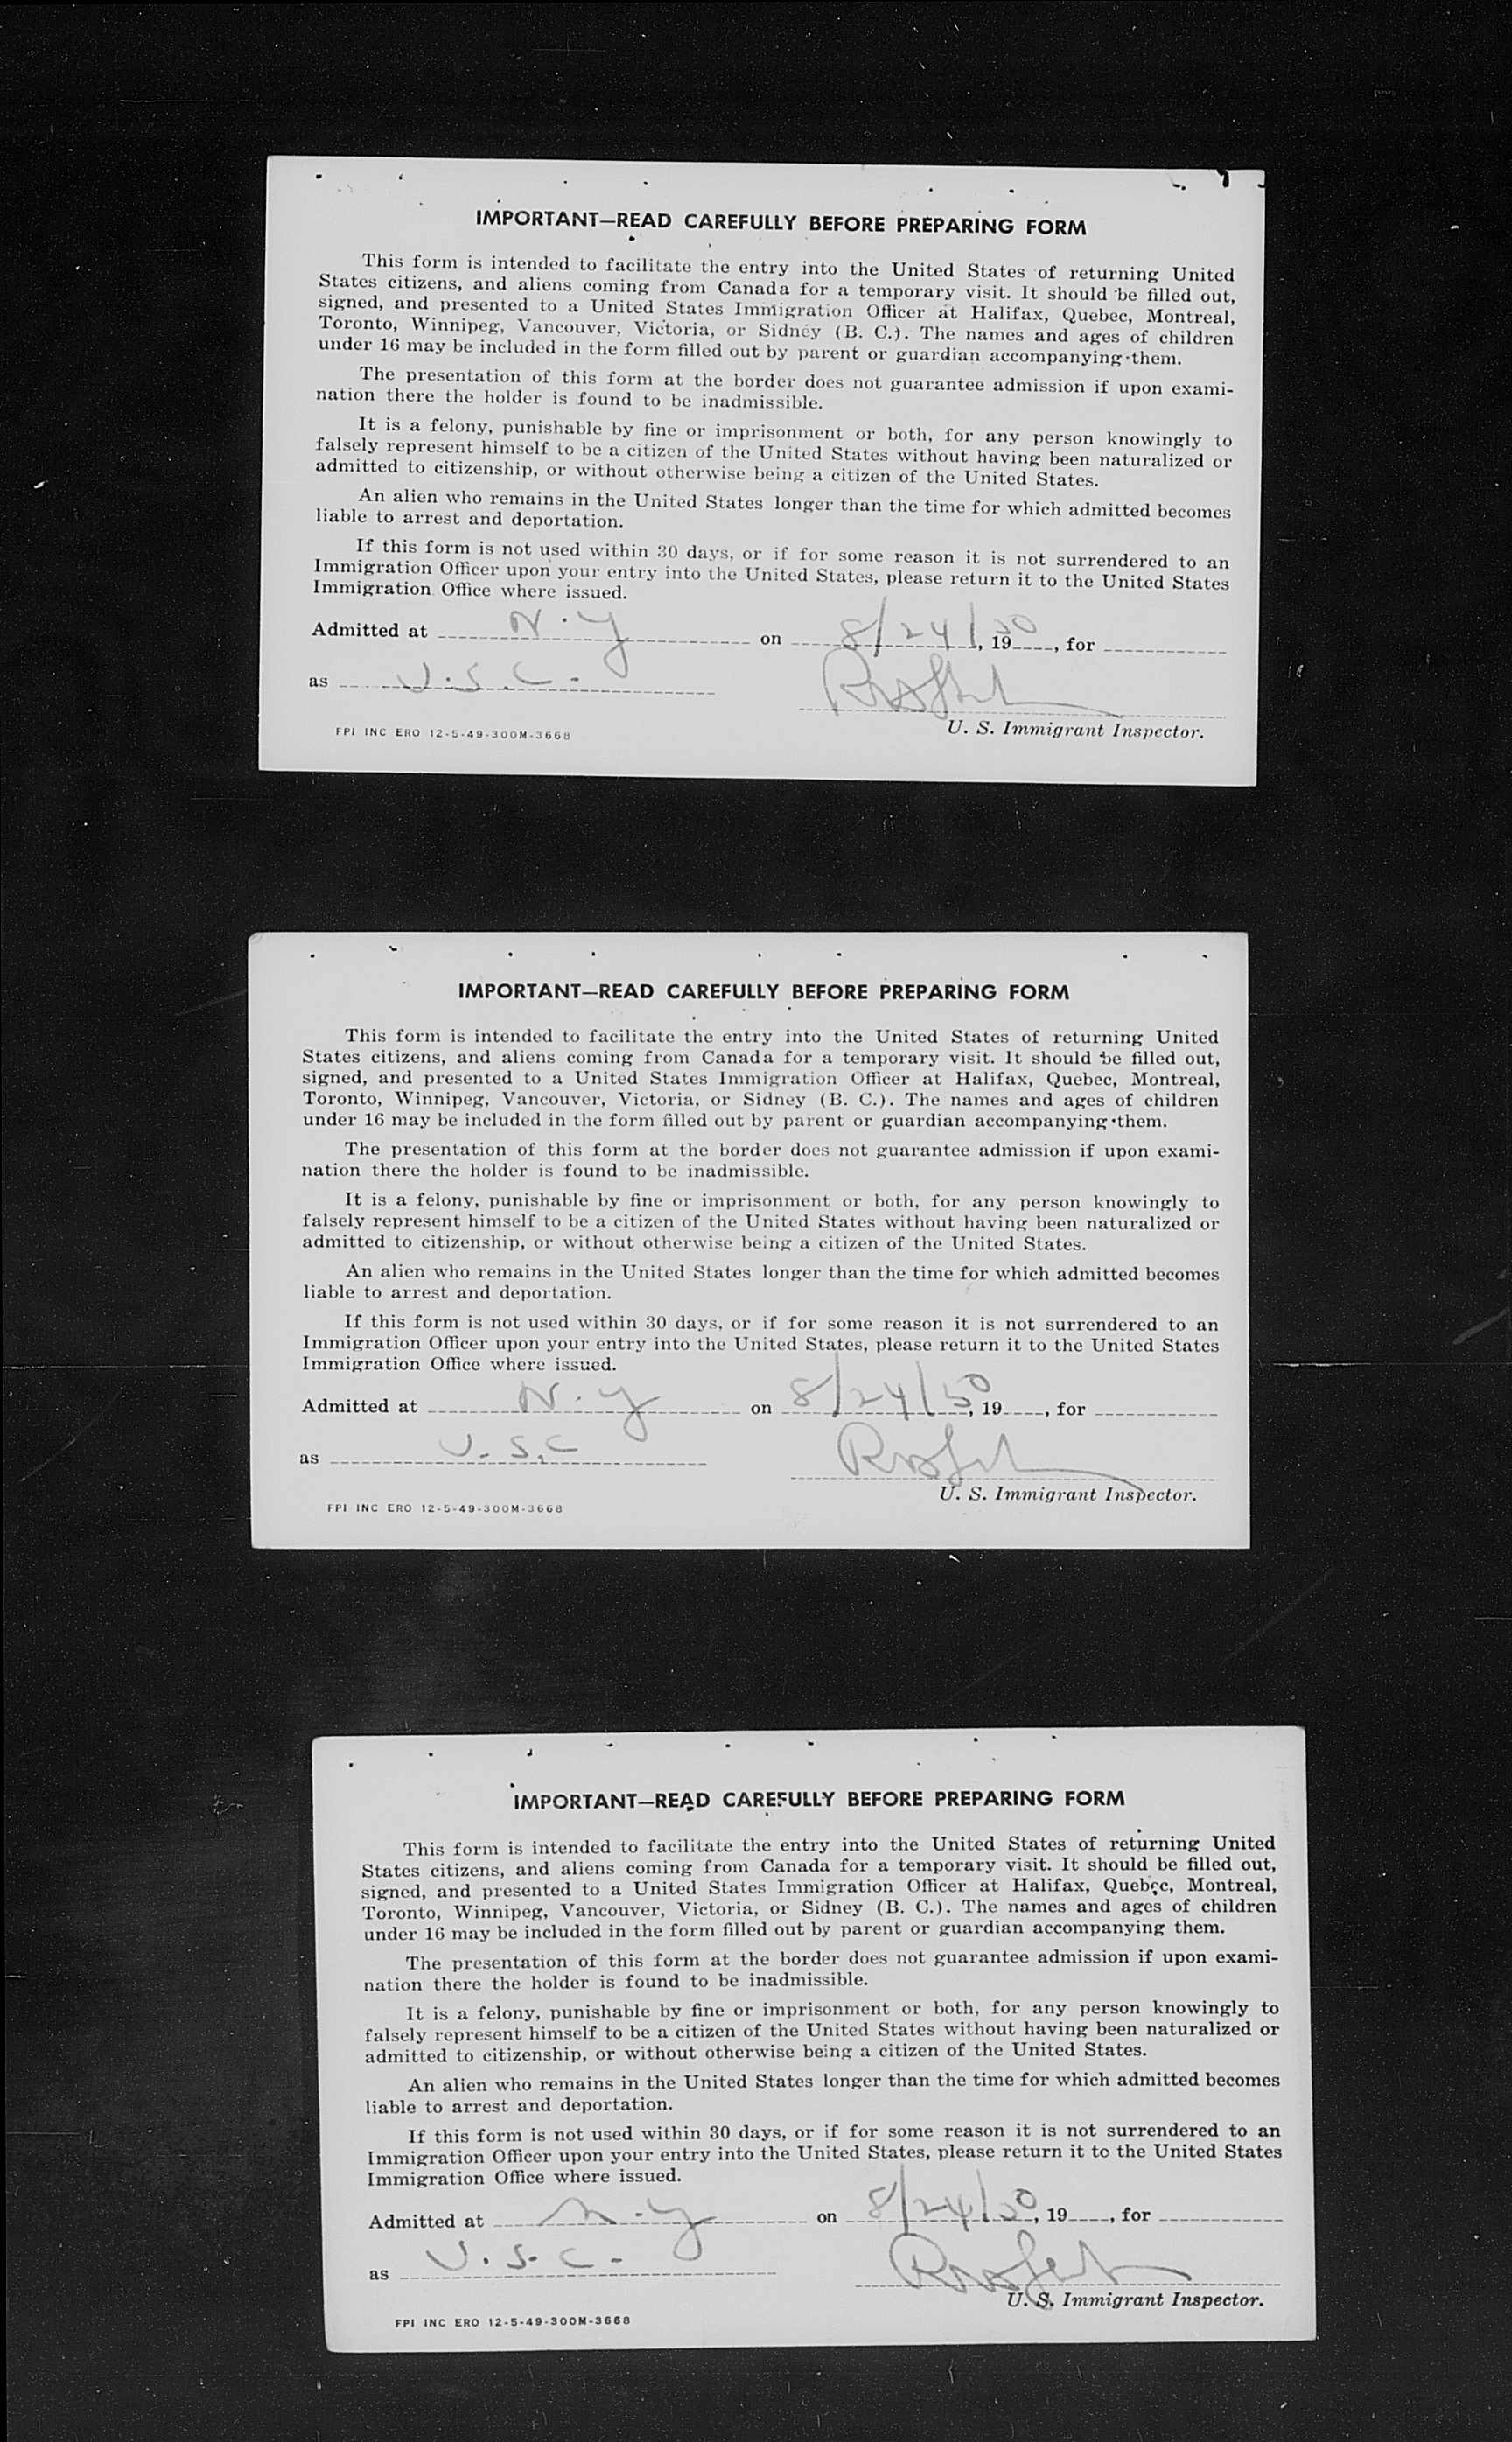 IMPORTANT—READ CAREFULLY BEFORE PREPARING FORM
This form is intended to facilitate the entry into the United States of returning United
States citizens, and aliens coming from Canada for a temporary visit. It should be filled out,
signed, and presented to a United States Immigration Officer at Halifax, Quebec, Montreal,
Toronto, Winnipeg, Vancouver, Victoria, or Sidney (B. C.). The names and ages of children
under 16 may be included in the form filled out by parent or guardian accompanying them.
The presentation of this form at the border does not guarantee admission if upon exami-
nation there the holder is found to be inadmissible.
It is a felony, punishable by fine or imprisonment or both, for any person knowingly to
falsely represent himself to be a citizen of the United States without having been naturalized or
admitted to citizenship, or without otherwise being a citizen of the United States.
An alien who remains in the United States longer than the time for which admitted becomes
liable to arrest and deportation.
If this form is not used within 30 days, or if for some reason it is not surrendered to an
Immigration Officer upon your entry into the United States, please return it to the United States
Immigration Office where issued.
Admitted at N.Y on 8/24/50, 19____, for
as U.S.C.
U. S. Immigrant Inspector.
FPI INC ERO 12-5-49-300M-3668
IMPORTANT—READ CAREFULLY BEFORE PREPARING FORM
This form is intended to facilitate the entry into the United States of returning United
States citizens, and aliens coming from Canada for a temporary visit. It should be filled out,
signed, and presented to a United States Immigration Officer at Halifax, Quebec, Montreal,
Toronto, Winnipeg, Vancouver, Victoria, or Sidney (B. C.). The names and ages of children
under 16 may be included in the form filled out by parent or guardian accompanying them.
The presentation of this form at the border does not guarantee admission if upon exami-
nation there the holder is found to be inadmissible.
It is a felony, punishable by fine or imprisonment or both, for any person knowingly to
falsely represent himself to be a citizen of the United States without having been naturalized or
admitted to citizenship, or without otherwise being a citizen of the United States.
An alien who remains in the United States longer than the time for which admitted becomes
liable to arrest and deportation.
If this form is not used within 30 days, or if for some reason it is not surrendered to an
Immigration Officer upon your entry into the United States, please return it to the United States
Immigration Office where issued.
Admitted at N.Y on 8/24/50, 19____, for
as U.S.C
U. S. Immigrant Inspector.
FPI INC ERO 12-5-49-300M-3668
IMPORTANT—READ CAREFULLY BEFORE PREPARING FORM
This form is intended to facilitate the entry into the United States of returning United
States citizens, and aliens coming from Canada for a temporary visit. It should be filled out,
signed, and presented to a United States Immigration Officer at Halifax, Quebec, Montreal,
Toronto, Winnipeg, Vancouver, Victoria, or Sidney (B. C.). The names and ages of children
under 16 may be included in the form filled out by parent or guardian accompanying them.
The presentation of this form at the border does not guarantee admission if upon exami-
nation there the holder is found to be inadmissible.
It is a felony, punishable by fine or imprisonment or both, for any person knowingly to
falsely represent himself to be a citizen of the United States without having been naturalized or
admitted to citizenship, or without otherwise being a citizen of the United States.
An alien who remains in the United States longer than the time for which admitted becomes
liable to arrest and deportation.
If this form is not used within 30 days, or if for some reason it is not surrendered to an
Immigration Officer upon your entry into the United States, please return it to the United States
Immigration Office where issued.
Admitted at N.Y on 8/24/50, 19____, for
as U.S.C.
U. S. Immigrant Inspector.
FPI INC ERO 12-5-49-300M-3668